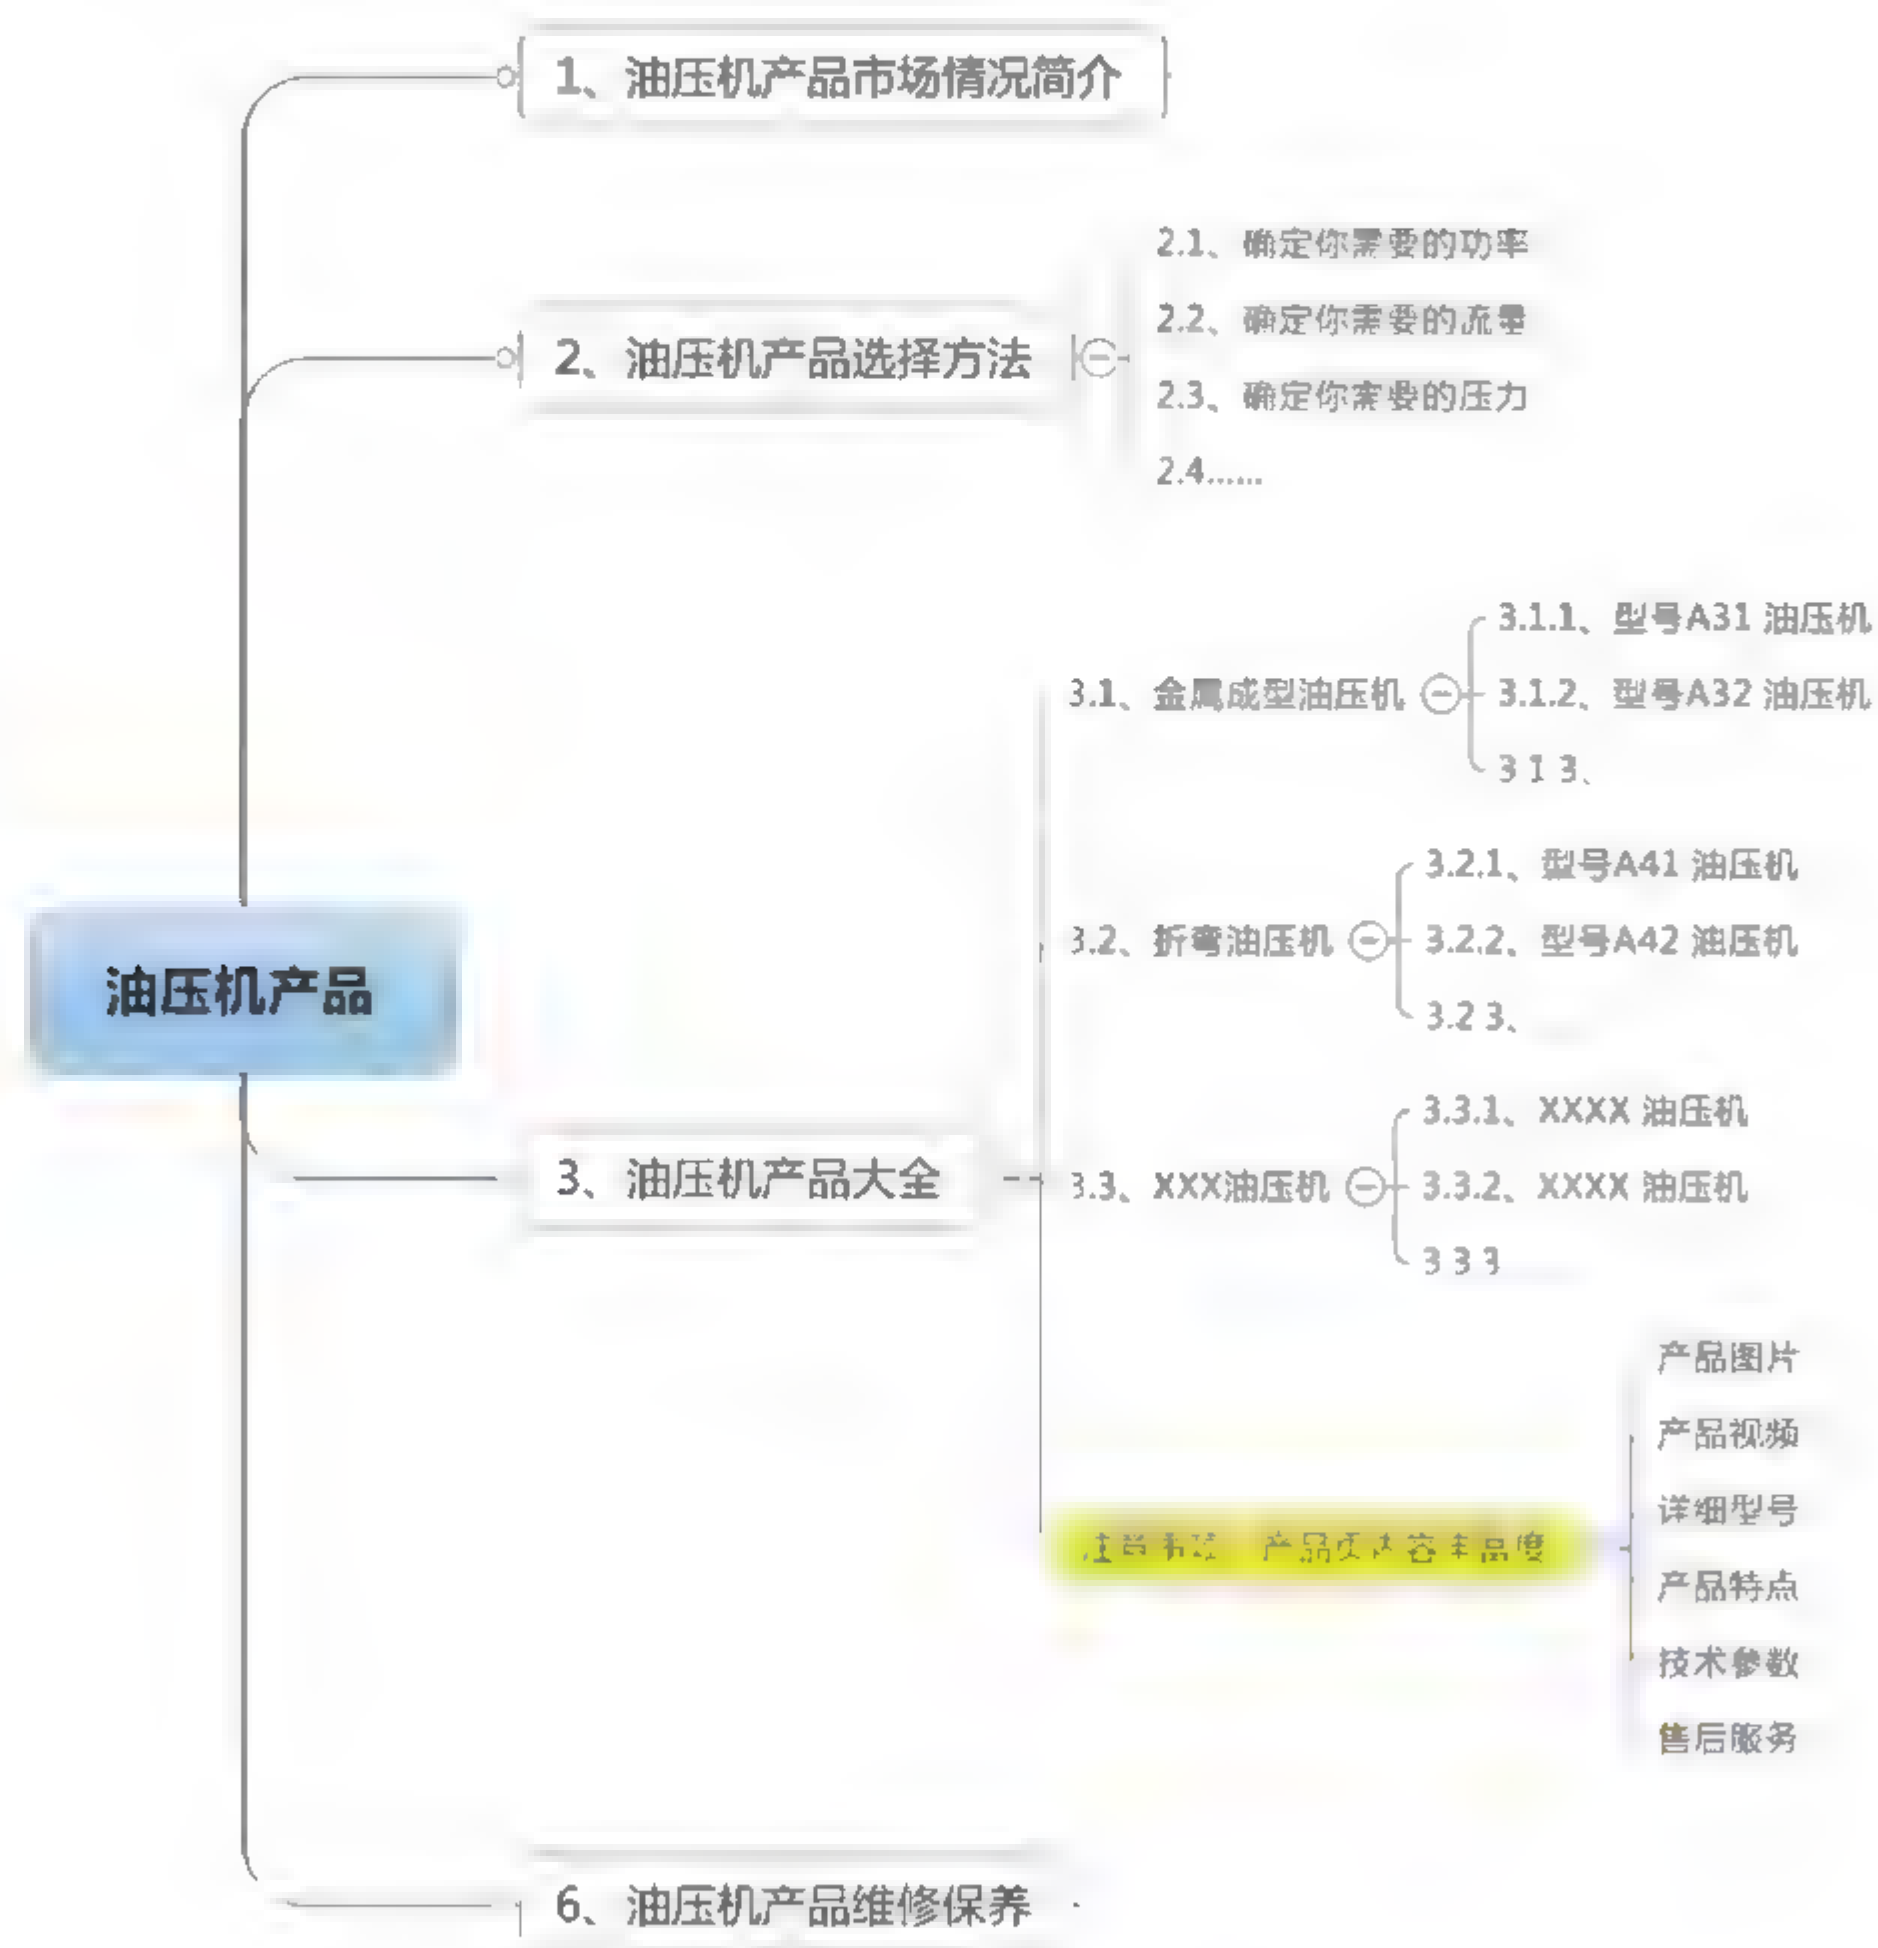 1、油压机产品市场情况简介
2.1、确定你需要的功率
2.2、确定你需要的流量
2、油压机产品选择方法
2.3、确定你需要的压力
2.4……
3.1.1、型号A31 油压机
3.1、金属成型油压机
3.1.2、型号A32 油压机
3 1 3、
3.2.1、型号A41 油压机
3.2、折弯油压机
3.2.2、型号A42 油压机
3.2 3、
油压机产品
3.3.1、XXXX 油压机
3、油压机产品大全
3.3、XXX油压机
3.3.2、XXXX 油压机
3 3 3
产品图片
产品视频
详细型号
产品特点
技术参数
售后服务
6、油压机产品维修保养